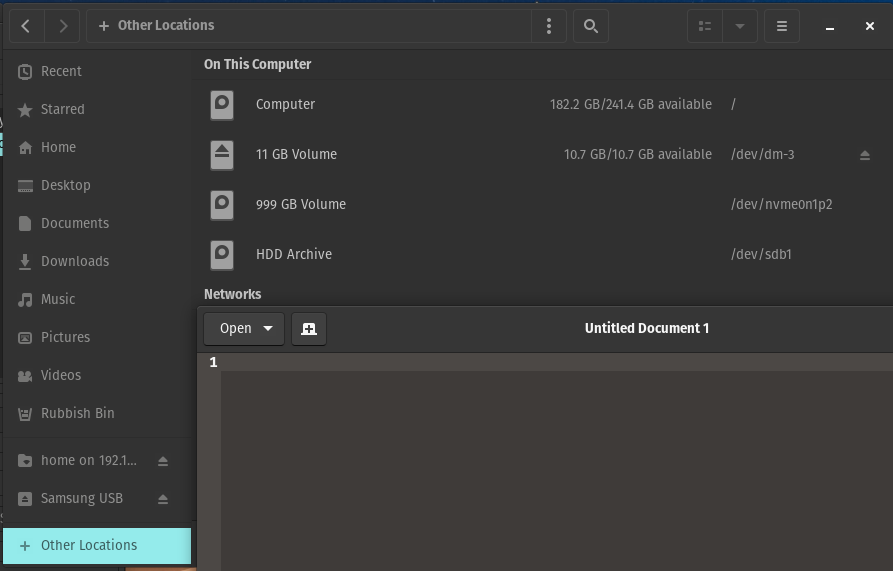 Other Locations
Recent
Starred
Home
Desktop
Documents
Downloads
Music
Pictures
Videos
Rubbish Bin
home on 192.1...
Samsung USB
Other Locations
On This Computer
Computer 182.2 GB/241.4 GB available /
11 GB Volume 10.7 GB/10.7 GB available /dev/dm-3
999 GB Volume /dev/nvme0n1p2
HDD Archive /dev/sdb1
Networks
Open Untitled Document 1
1